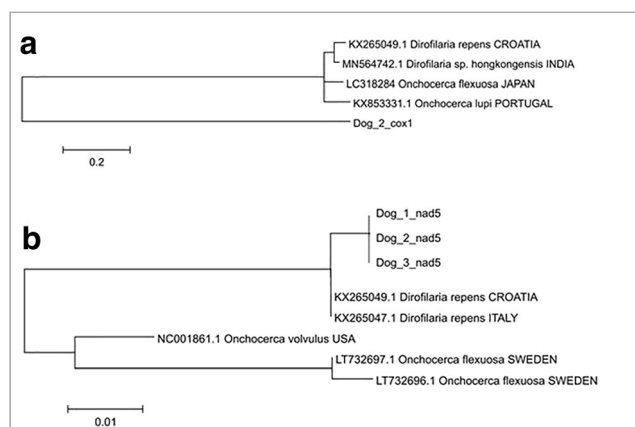 a
KX265049.1 Dirofilaria repens CROATIA
MN564742.1 Dirofilaria sp. hongkongensis INDIA
LC318284 Onchocerca flexuosa JAPAN
KX853331.1 Onchocerca lupi PORTUGAL
Dog_2_cox1
0.2
b
Dog_1_nad5
Dog_2_nad5
Dog_3_nad5
KX265049.1 Dirofilaria repens CROATIA
KX265047.1 Dirofilaria repens ITALY
NC001861.1 Onchocerca volvulus USA
LT732697.1 Onchocerca flexuosa SWEDEN
LT732696.1 Onchocerca flexuosa SWEDEN
0.01